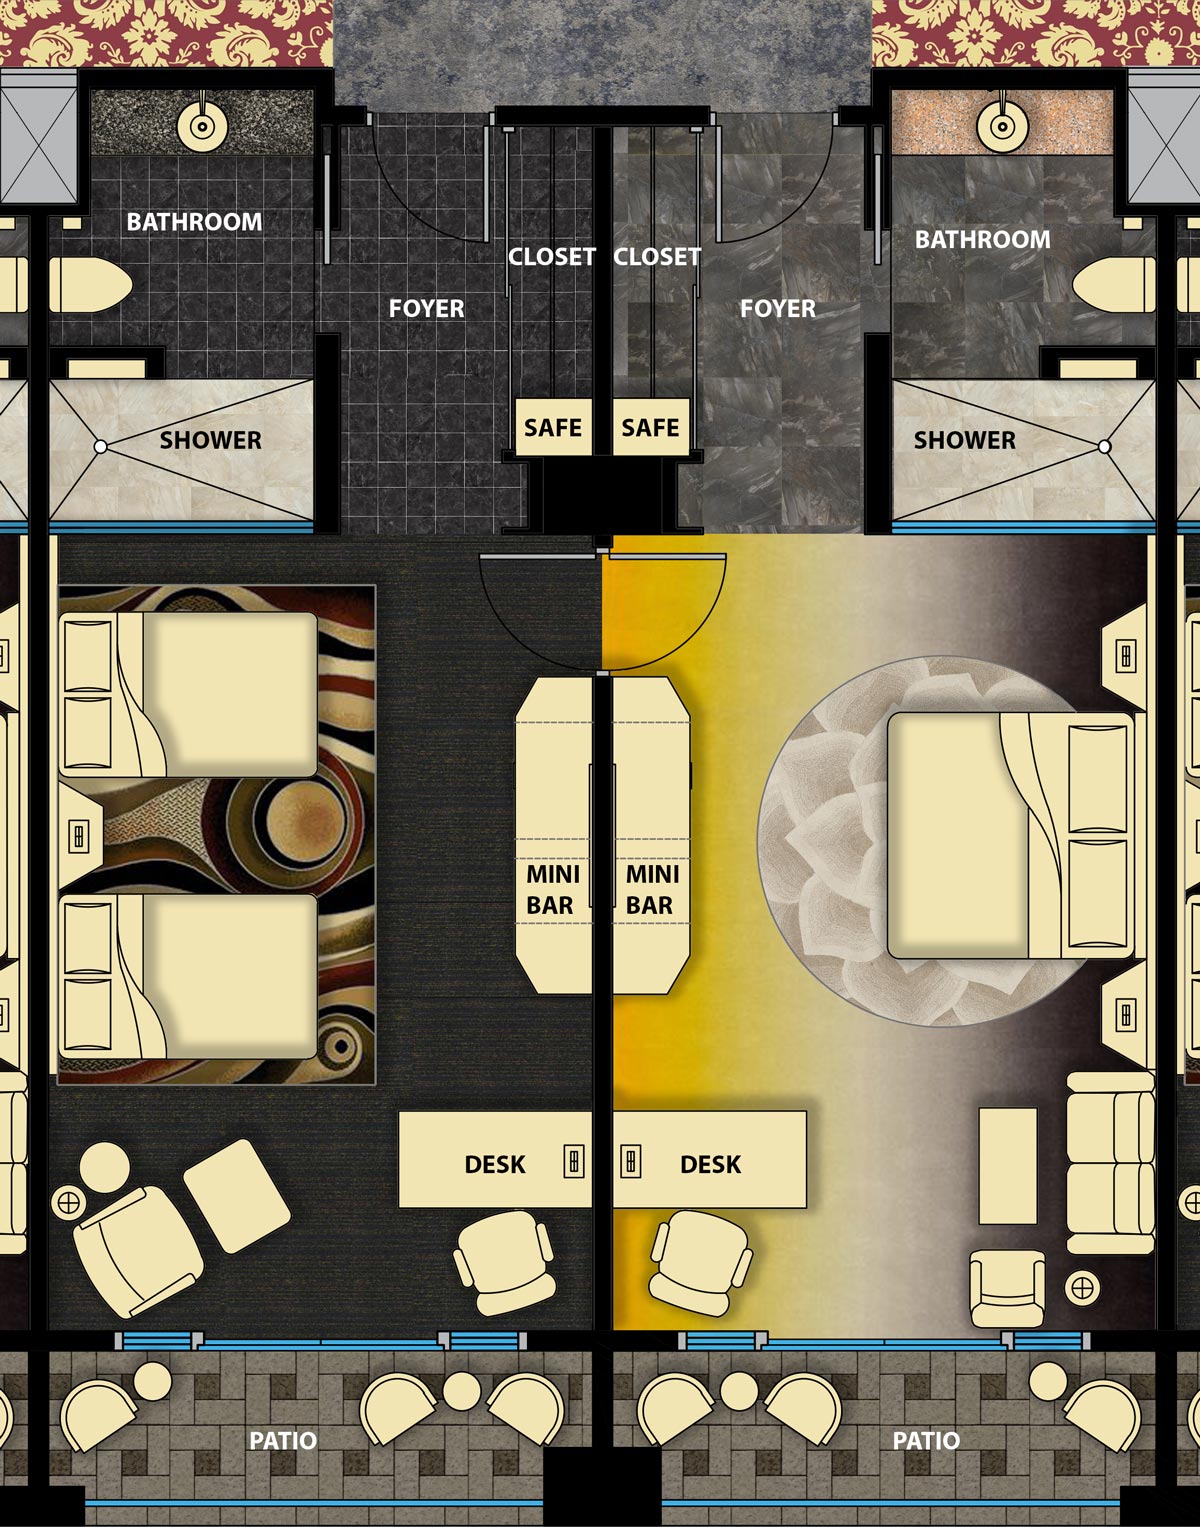 BATHROOM
BATHROOM
CLOSET
CLOSET
FOYER
FOYER
SAFE
SAFE
SHOWER
SHOWER
MINI
BAR
MINI
BAR
DESK
DESK
PATIO
PATIO